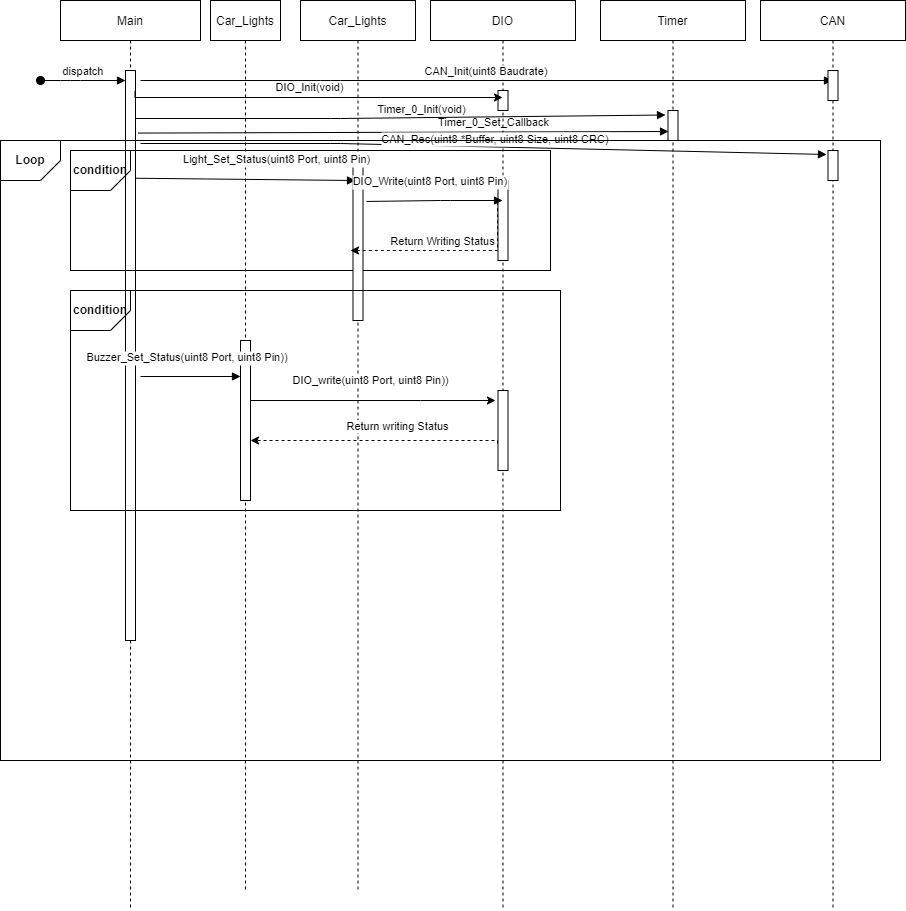 Main
Car_Lights
Car_Lights
DIO
Timer
CAN
dispatch
CAN_Init(uint8 Baudrate)
DIO_Init(void)
Timer_0_Init(void)
Timer_0_Set_Callback
CAN_Rec(uint8 *Buffer, uint8 Size, uint8 CRC)
Loop
condition
Light_Set_Status(uint8 Port, uint8 Pin)
DIO_Write(uint8 Port, uint8 Pin)
Return Writing Status
condition
Buzzer_Set_Status(uint8 Port, uint8 Pin))
DIO_write(uint8 Port, uint8 Pin))
Return writing Status